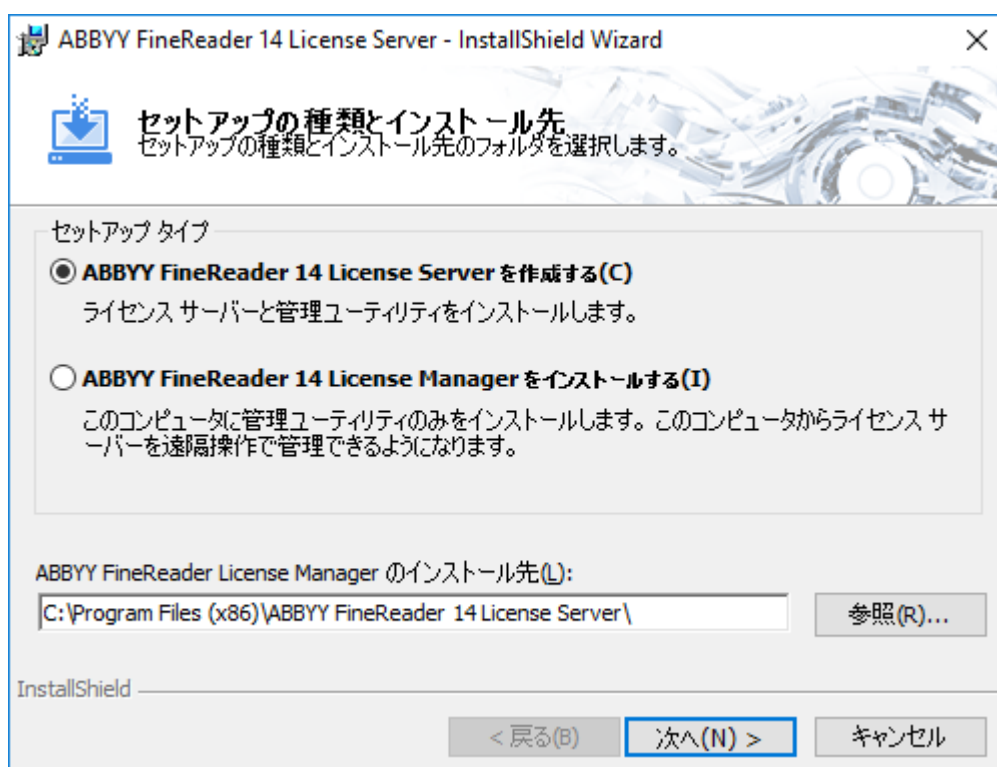 ABBYY FineReader 14 License Server - InstallShield Wizard
セットアップの種類とインストール先
セットアップの種類とインストール先のフォルダを選択します。
セットアップ タイプ
ABBYY FineReader 14 License Server を作成する(C)
ライセンス サーバーと管理ユーティリティをインストールします。
ABBYY FineReader 14 License Manager をインストールする(I)
このコンピュータに管理ユーティリティのみをインストールします。このコンピュータからライセンス サ
ーバーを遠隔操作で管理できるようになります。
ABBYY FineReader License Manager のインストール先(L):
C:\Program Files (x86)\ABBYY FineReader 14 License Server\
参照(R)...
InstallShield
< 戻る(B)
次へ(N) >
キャンセル